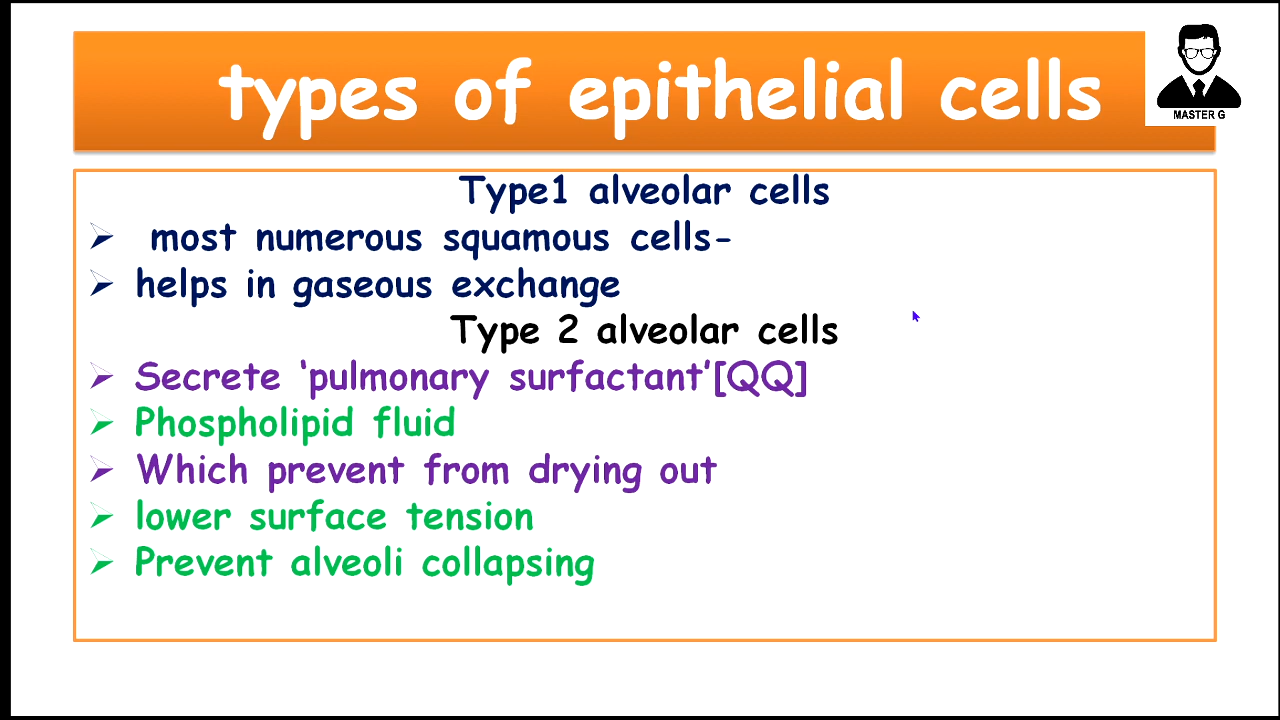 types of epithelial cells
MASTER G
Type1 alveolar cells
most numerous squamous cells-
helps in gaseous exchange
Type 2 alveolar cells
Secrete ‘pulmonary surfactant’[QQ]
Phospholipid fluid
Which prevent from drying out
lower surface tension
Prevent alveoli collapsing